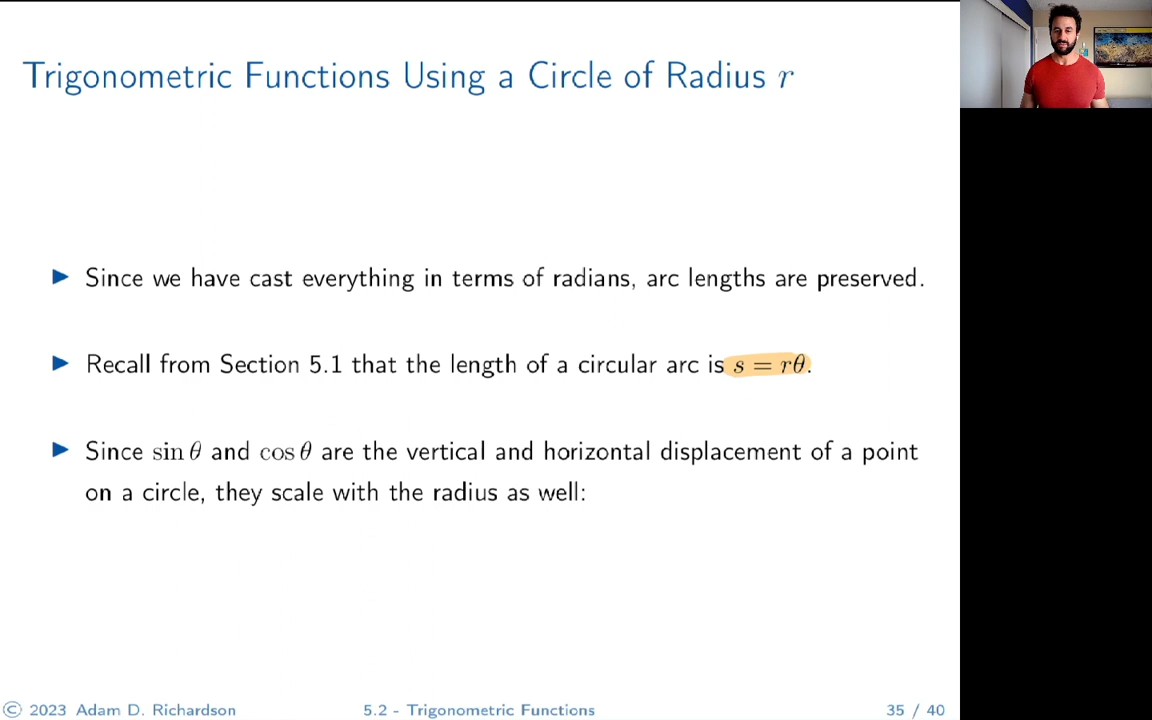 Trigonometric Functions Using a Circle of Radius r
▶ Since we have cast everything in terms of radians, arc lengths are preserved.
▶ Recall from Section 5.1 that the length of a circular arc is s = rθ.
▶ Since sin θ and cos θ are the vertical and horizontal displacement of a point
on a circle, they scale with the radius as well:
© 2023 Adam D. Richardson 5.2 - Trigonometric Functions 35 / 40